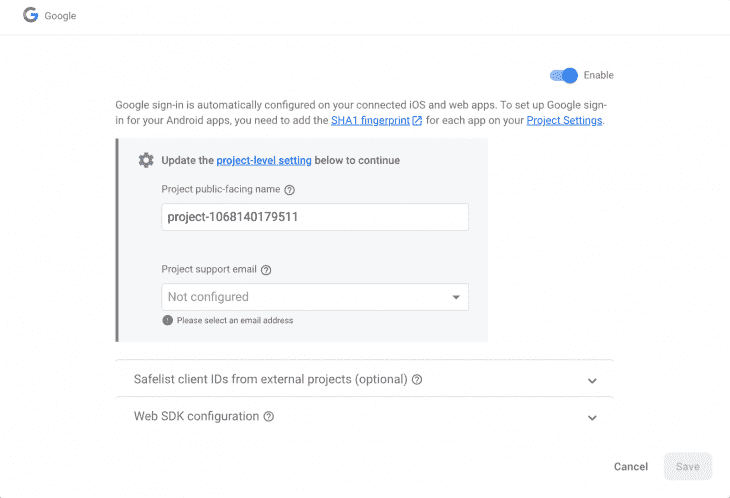 Google
Enable
Google sign-in is automatically configured on your connected iOS and web apps. To set up Google sign-
in for your Android apps, you need to add the SHA1 fingerprint for each app on your Project Settings.
Update the project-level setting below to continue
Project public-facing name
project-1068140179511
Project support email
Not configured
Please select an email address
Safelist client IDs from external projects (optional)
Web SDK configuration
Cancel
Save